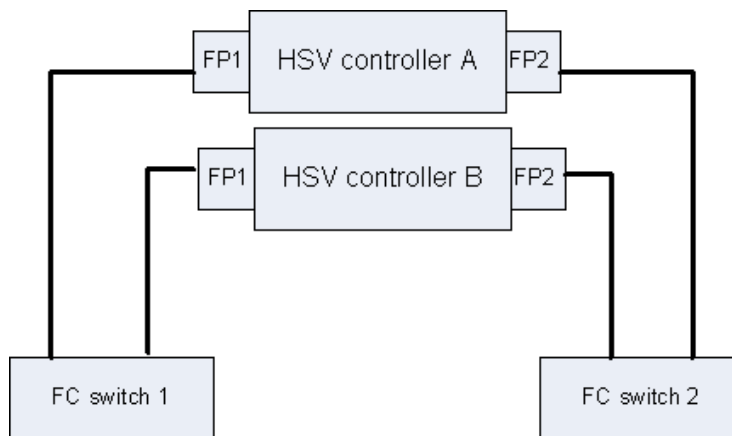 FP1 HSV controller A FP2
FP1 HSV controller B FP2
FC switch 1 FC switch 2